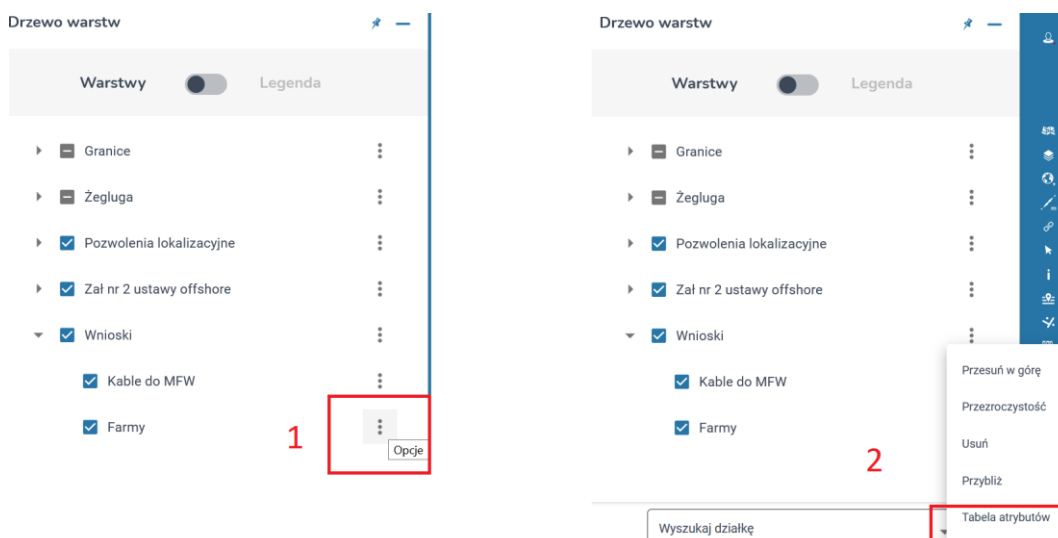 Drzewo warstw
Warstwy Legenda
Granice
Żegluga
Pozwolenia lokalizacyjne
Zał nr 2 ustawy offshore
Wnioski
Kable do MFW
Farmy
1
Opcje
Drzewo warstw
Warstwy Legenda
Granice
Żegluga
Pozwolenia lokalizacyjne
Zał nr 2 ustawy offshore
Wnioski
Kable do MFW
Farmy
2
Przesuń w górę
Przezroczystość
Usuń
Przybliż
Tabela atrybutów
Wyszukaj działkę